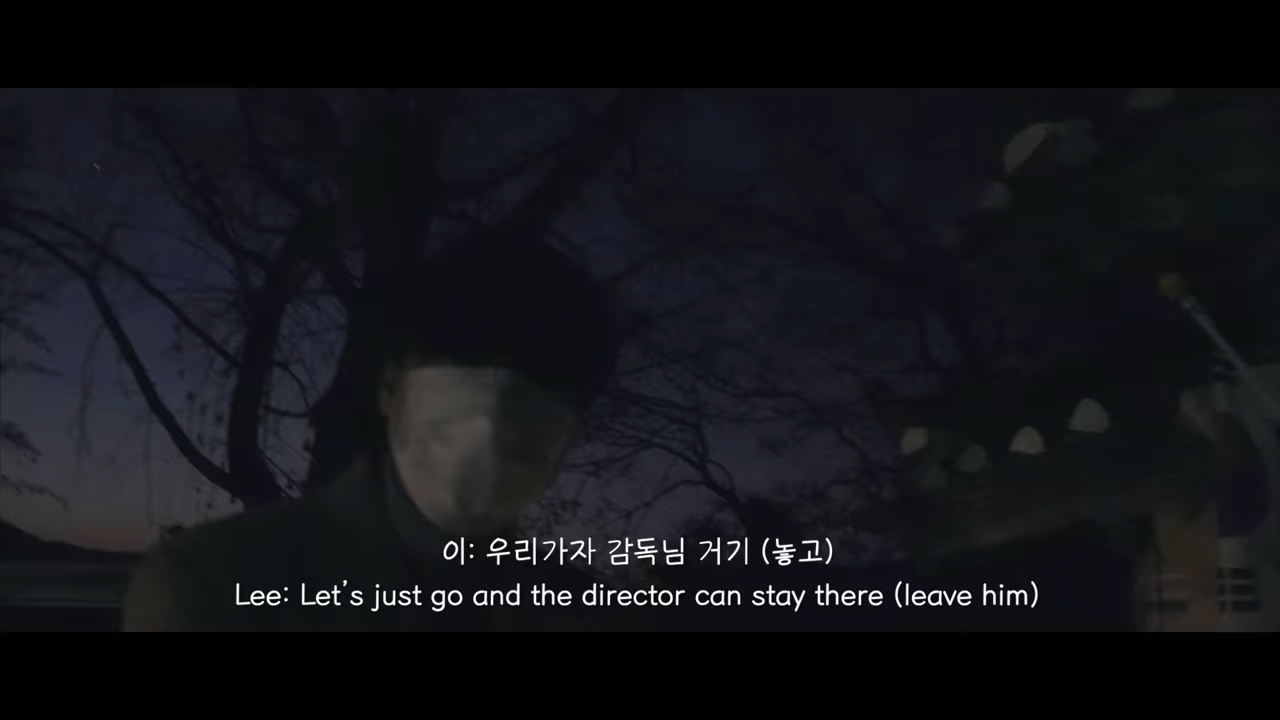 이: 우리가자 감독님 거기 (놓고)
Lee: Let's just go and the director can stay there (leave him)